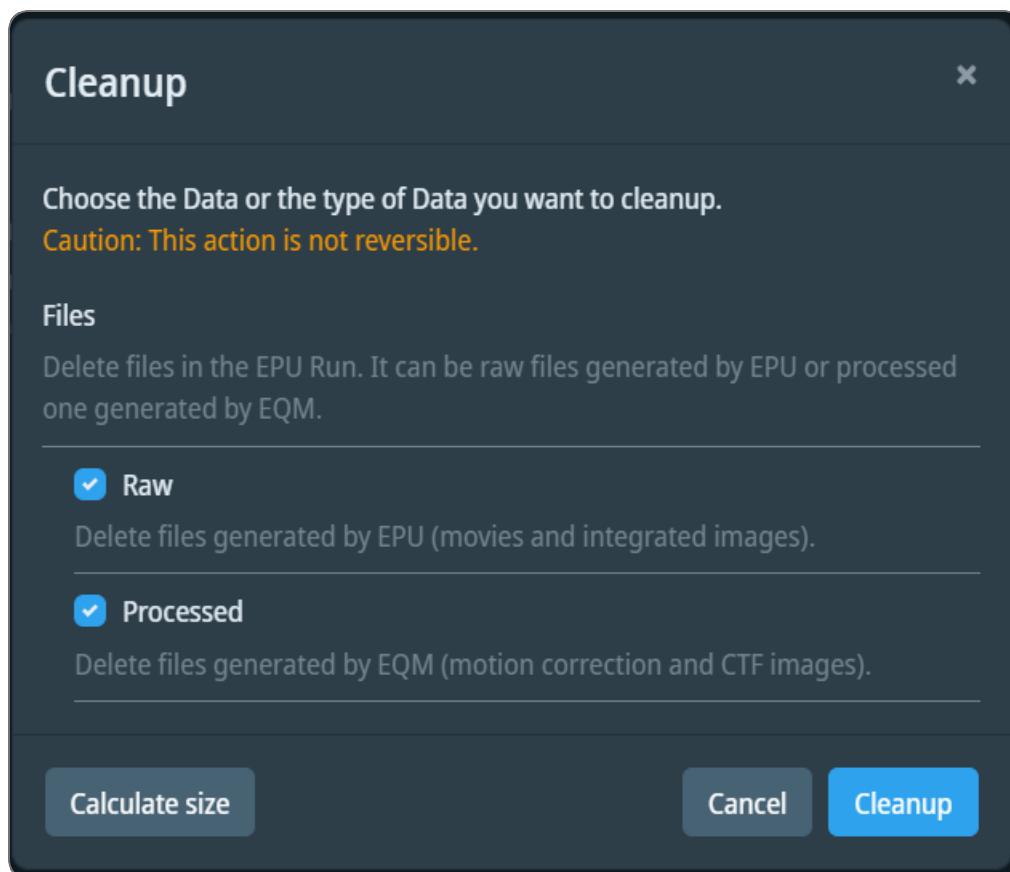 Cleanup
Choose the Data or the type of Data you want to cleanup.
Caution: This action is not reversible.
Files
Delete files in the EPU Run. It can be raw files generated by EPU or processed
one generated by EQM.
Raw
Delete files generated by EPU (movies and integrated images).
Processed
Delete files generated by EQM (motion correction and CTF images).
Calculate size
Cancel
Cleanup